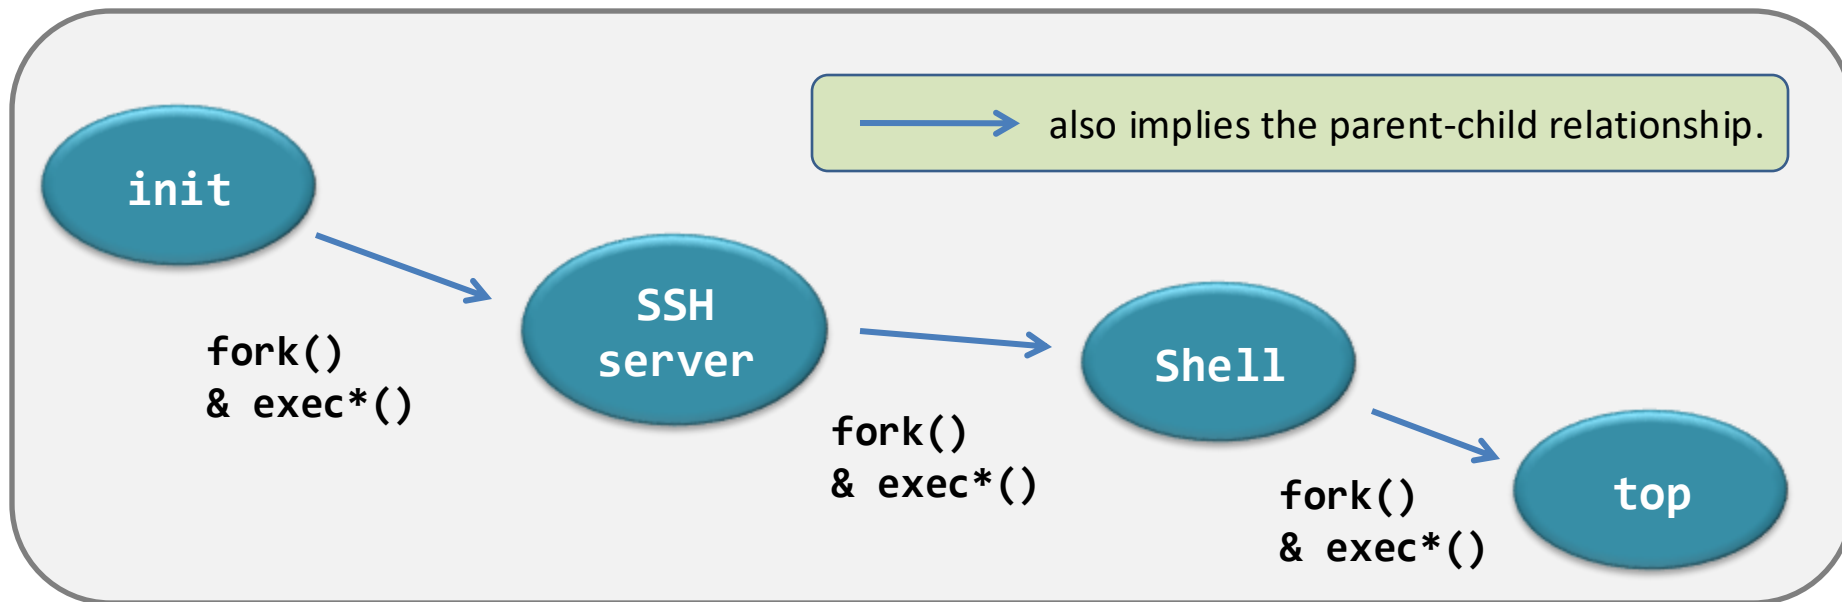 also implies the parent-child relationship.
init
fork()
& exec*()
SSH
server
fork()
& exec*()
Shell
fork()
& exec*()
top